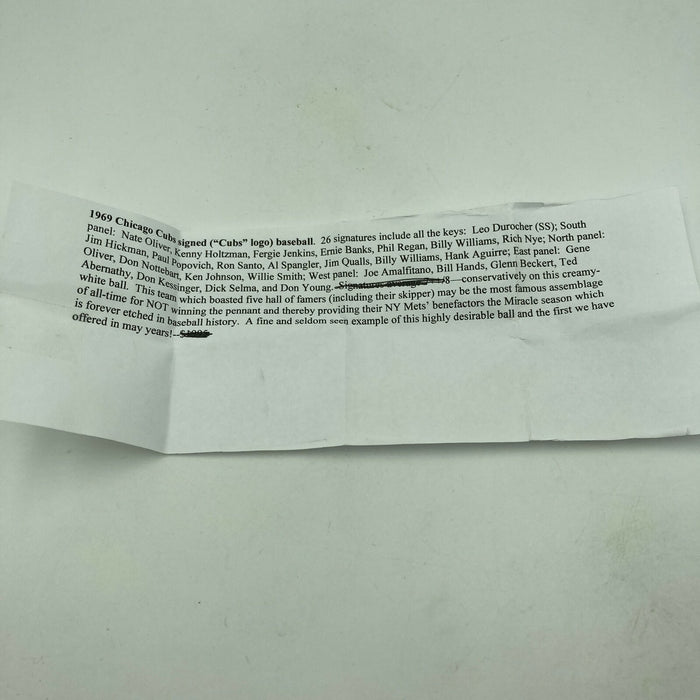 1969 Chicago Cubs signed ("Cubs" logo) baseball. 26 signatures include all the keys: Leo Durocher (SS); South
panel: Nate Oliver, Kenny Holtzman, Fergie Jenkins, Ernie Banks, Phil Regan, Billy Williams, Rich Nye; North panel:
Jim Hickman, Paul Popovich, Ron Santo, Al Spangler, Jim Qualls, Billy Williams, Hank Aguirre; East panel: Gene
Oliver, Don Nottebart, Ken Johnson, Willie Smith; West panel: Joe Amalfitano, Bill Hands, Glenn Beckert, Ted
Abernathy, Don Kessinger, Dick Selma, and Don Young. Signatures average conservatively on this creamy-
white ball. This team which boasted five hall of famers (including their skipper) may be the most famous assemblage
of all-time for NOT winning the pennant and thereby providing their NY Mets' benefactors the Miracle season which
is forever etched in baseball history. A fine and seldom seen example of this highly desirable ball and the first we have
offered in may years!--